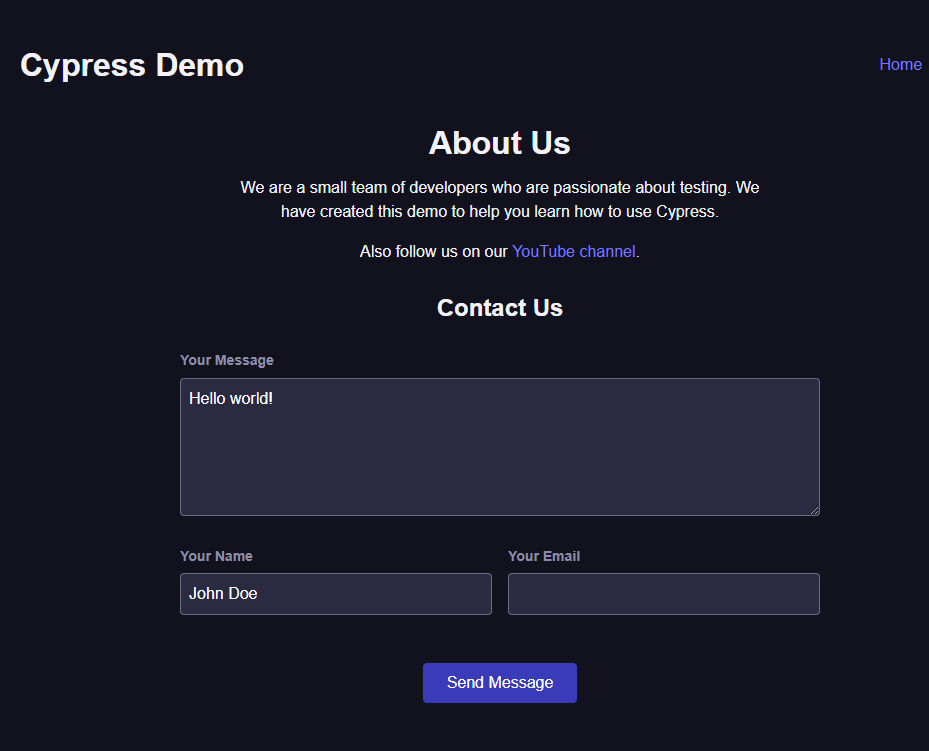 Cypress Demo
Home
About Us
We are a small team of developers who are passionate about testing. We
have created this demo to help you learn how to use Cypress.
Also follow us on our YouTube channel.
Contact Us
Your Message
Hello world!
Your Name
Your Email
John Doe
Send Message